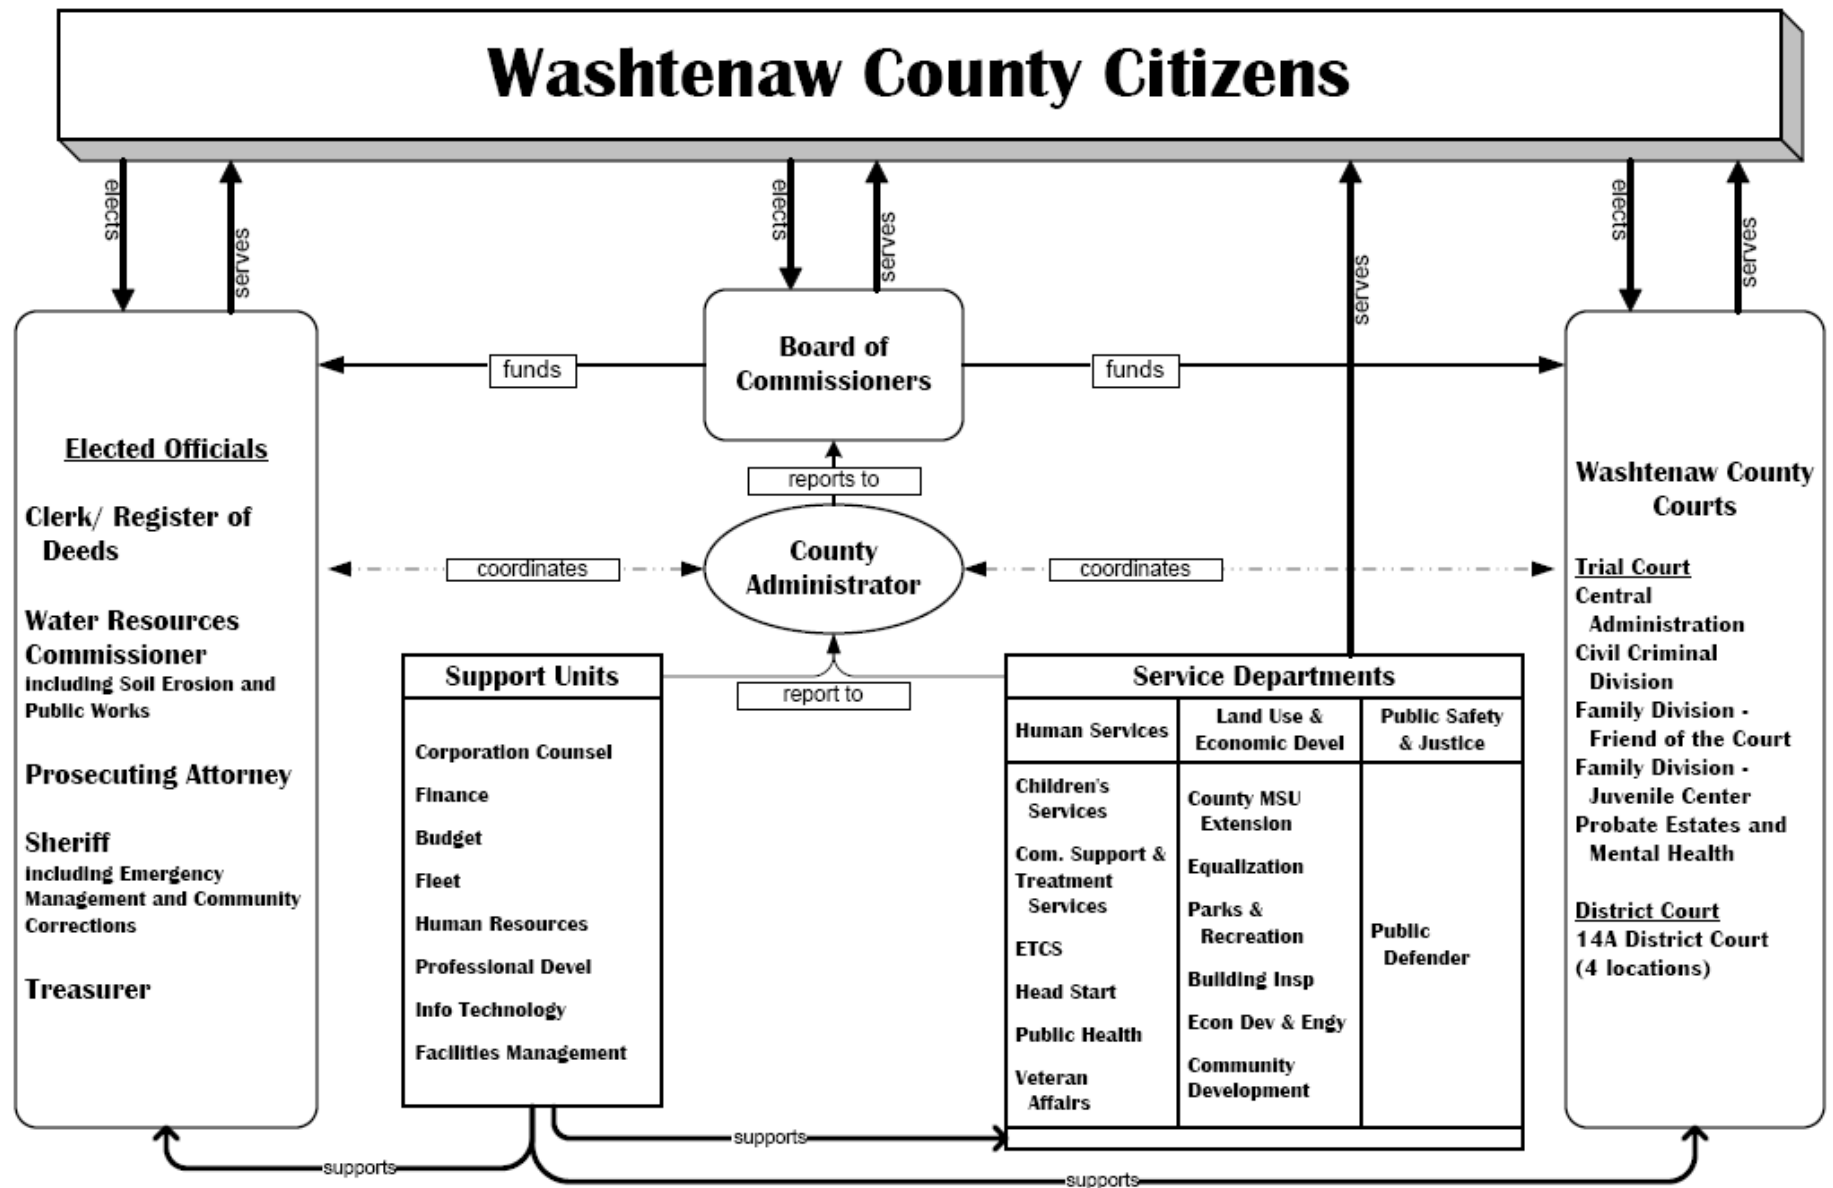 Washtenaw County Citizens
elects
serves
elects
serves
serves
elects
serves
Board of
Commissioners
funds
funds
reports to
County
Administrator
coordinates
coordinates
report to
Elected Officials
Clerk/ Register of
Deeds
Water Resources
Commissioner
including Soil Erosion and
Public Works
Prosecuting Attorney
Sheriff
including Emergency
Management and Community
Corrections
Treasurer
Support Units
Corporation Counsel
Finance
Budget
Fleet
Human Resources
Professional Devel
Info Technology
Facilities Management
Service Departments
Human Services
Children's
Services
Com. Support &
Treatment
Services
ETCS
Head Start
Public Health
Veteran
Affairs
Land Use &
Economic Devel
County MSU
Extension
Equalization
Parks &
Recreation
Building Insp
Econ Dev & Engy
Community
Development
Public Safety
& Justice
Public
Defender
Washtenaw County
Courts
Trial Court
Central
Administration
Civil Criminal
Division
Family Division -
Friend of the Court
Family Division -
Juvenile Center
Probate Estates and
Mental Health
District Court
14A District Court
(4 locations)
supports
supports
supports